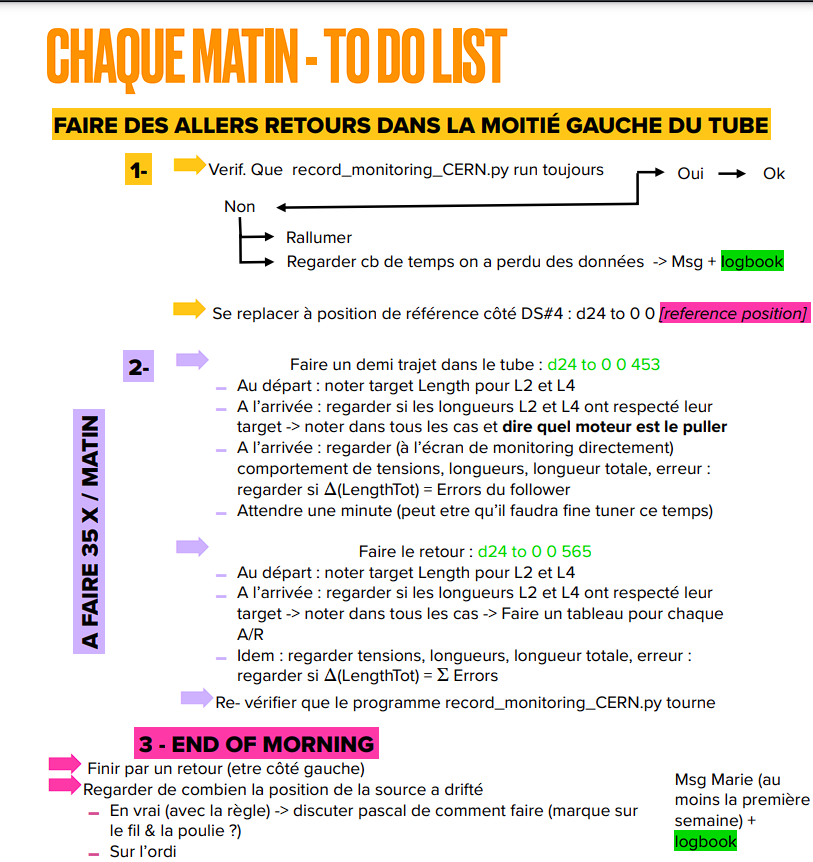 CHAQUE MATIN - TO DO LIST
FAIRE DES ALLERS RETOURS DANS LA MOITIÉ GAUCHE DU TUBE
1-
Verif. Que record_monitoring_CERN.py run toujours
Oui
Ok
Non
Rallumer
Regarder cb de temps on a perdu des données -> Msg + logbook
Se replacer à position de référence côté DS#4 : d24 to 0 0 [reference position]
2-
A FAIRE 35 X / MATIN
Faire un demi trajet dans le tube : d24 to 0 0 453
Au départ : noter target Length pour L2 et L4
A l’arrivée : regarder si les longueurs L2 et L4 ont respecté leur
target -> noter dans tous les cas et dire quel moteur est le puller
A l’arrivée : regarder (à l’écran de monitoring directement)
comportement de tensions, longueurs, longueur totale, erreur :
regarder si Δ(LengthTot) = Errors du follower
Attendre une minute (peut etre qu’il faudra fine tuner ce temps)
Faire le retour : d24 to 0 0 565
Au départ : noter target Length pour L2 et L4
A l’arrivée : regarder si les longueurs L2 et L4 ont respecté leur
target -> noter dans tous les cas -> Faire un tableau pour chaque
A/R
Idem : regarder tensions, longueurs, longueur totale, erreur :
regarder si Δ(LengthTot) = Σ Errors
Re- vérifier que le programme record_monitoring_CERN.py tourne
3 - END OF MORNING
Finir par un retour (etre côté gauche)
Regarder de combien la position de la source a drifté
En vrai (avec la règle) -> discuter pascal de comment faire (marque sur
le fil & la poulie ?)
Sur l’ordi
Msg Marie (au
moins la première
semaine) +
logbook